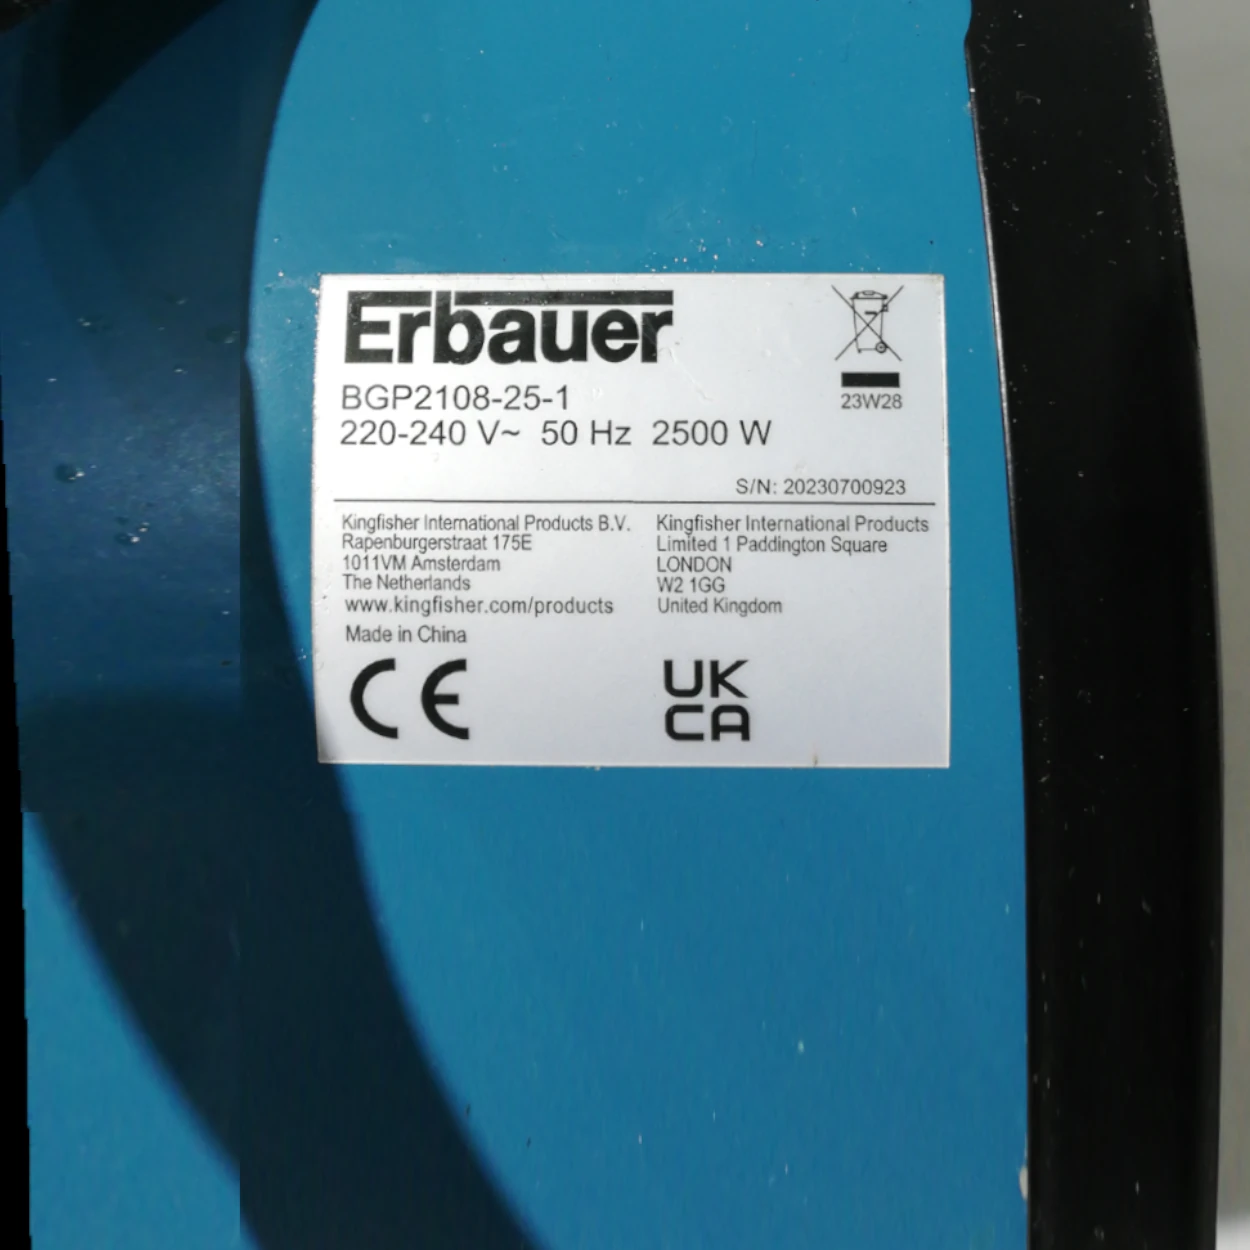 Erbauer
BGP2108-25-1
220-240 V~ 50 Hz 2500 W
23W28
S/N: 20230700923
Kingfisher International Products B.V.
Rapenburgerstraat 175E
1011VM Amsterdam
The Netherlands
www.kingfisher.com/products
Made in China
CE
Kingfisher International Products
Limited 1 Paddington Square
LONDON
W2 1GG
United Kingdom
UK
CA